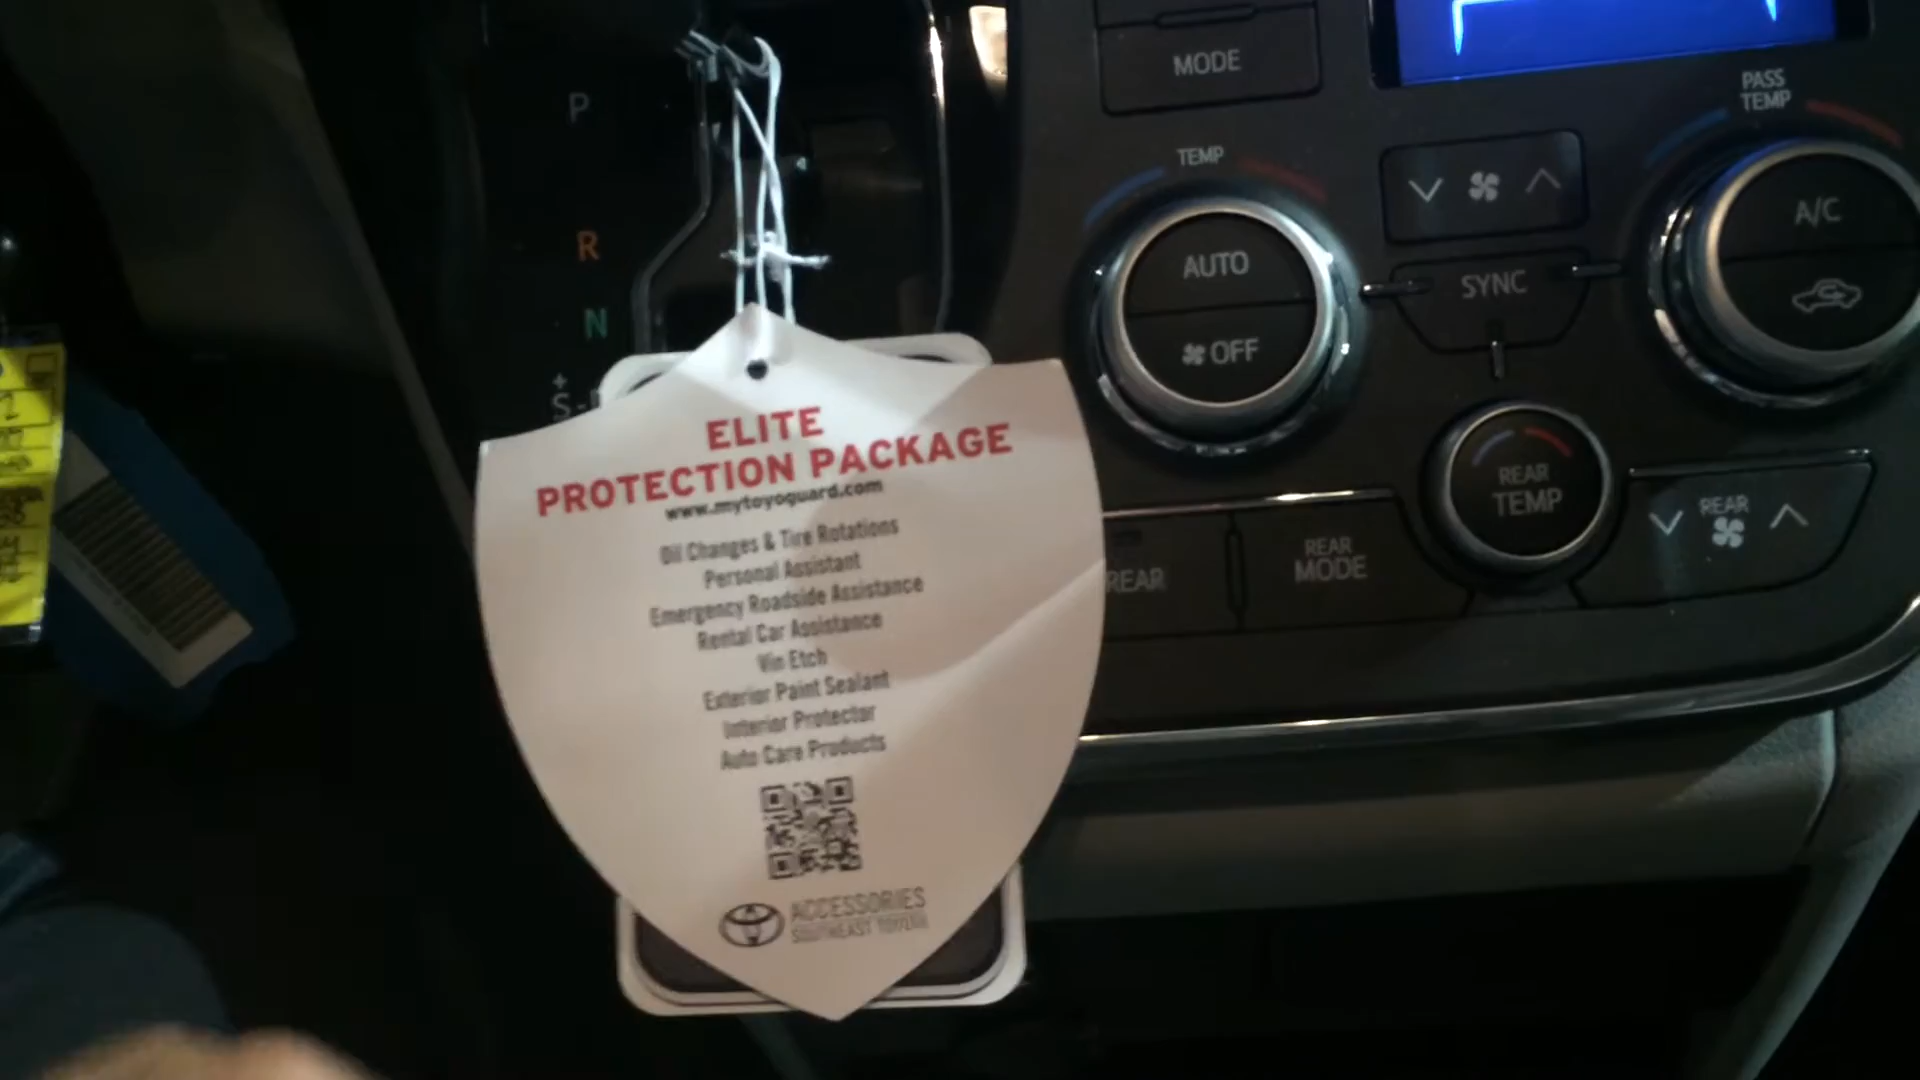 P
R
N
+
S -
ELITE
PROTECTION PACKAGE
www.mytoyoguard.com
Oil Changes & Tire Rotations
Personal Assistant
Emergency Roadside Assistance
Rental Car Assistance
Vin Etch
Exterior Paint Sealant
Interior Protector
Auto Care Products
ACCESSORIES
SOUTHEAST TOYOTA
MODE
TEMP
AUTO
OFF
SYNC
PASS
TEMP
A/C
REAR
TEMP
REAR
REAR
MODE
REAR